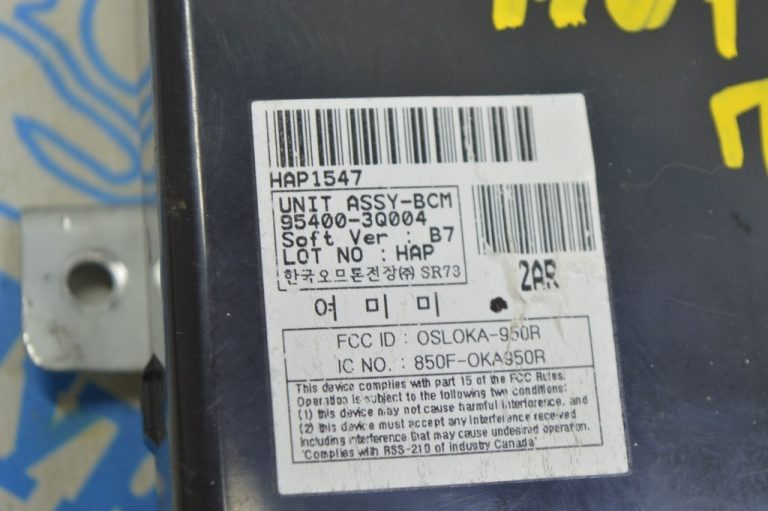 HAP1547
UNIT ASSY-BCM
95400-3Q004
Soft Ver : B7
LOT NO : HAP
한국오므론전장㈜ SR73
2AR
여 미 미
FCC ID : OSLOKA-950R
IC NO. : 850F-OKA950R
This device complies with part 15 of the FCC Rules.
Operation is subject to the following two conditions:
(1) this device may not cause harmful interference, and
(2) this device must accept any interference received
including interference that may cause undesired operation.
"Complies with RSS-210 of Industry Canada"